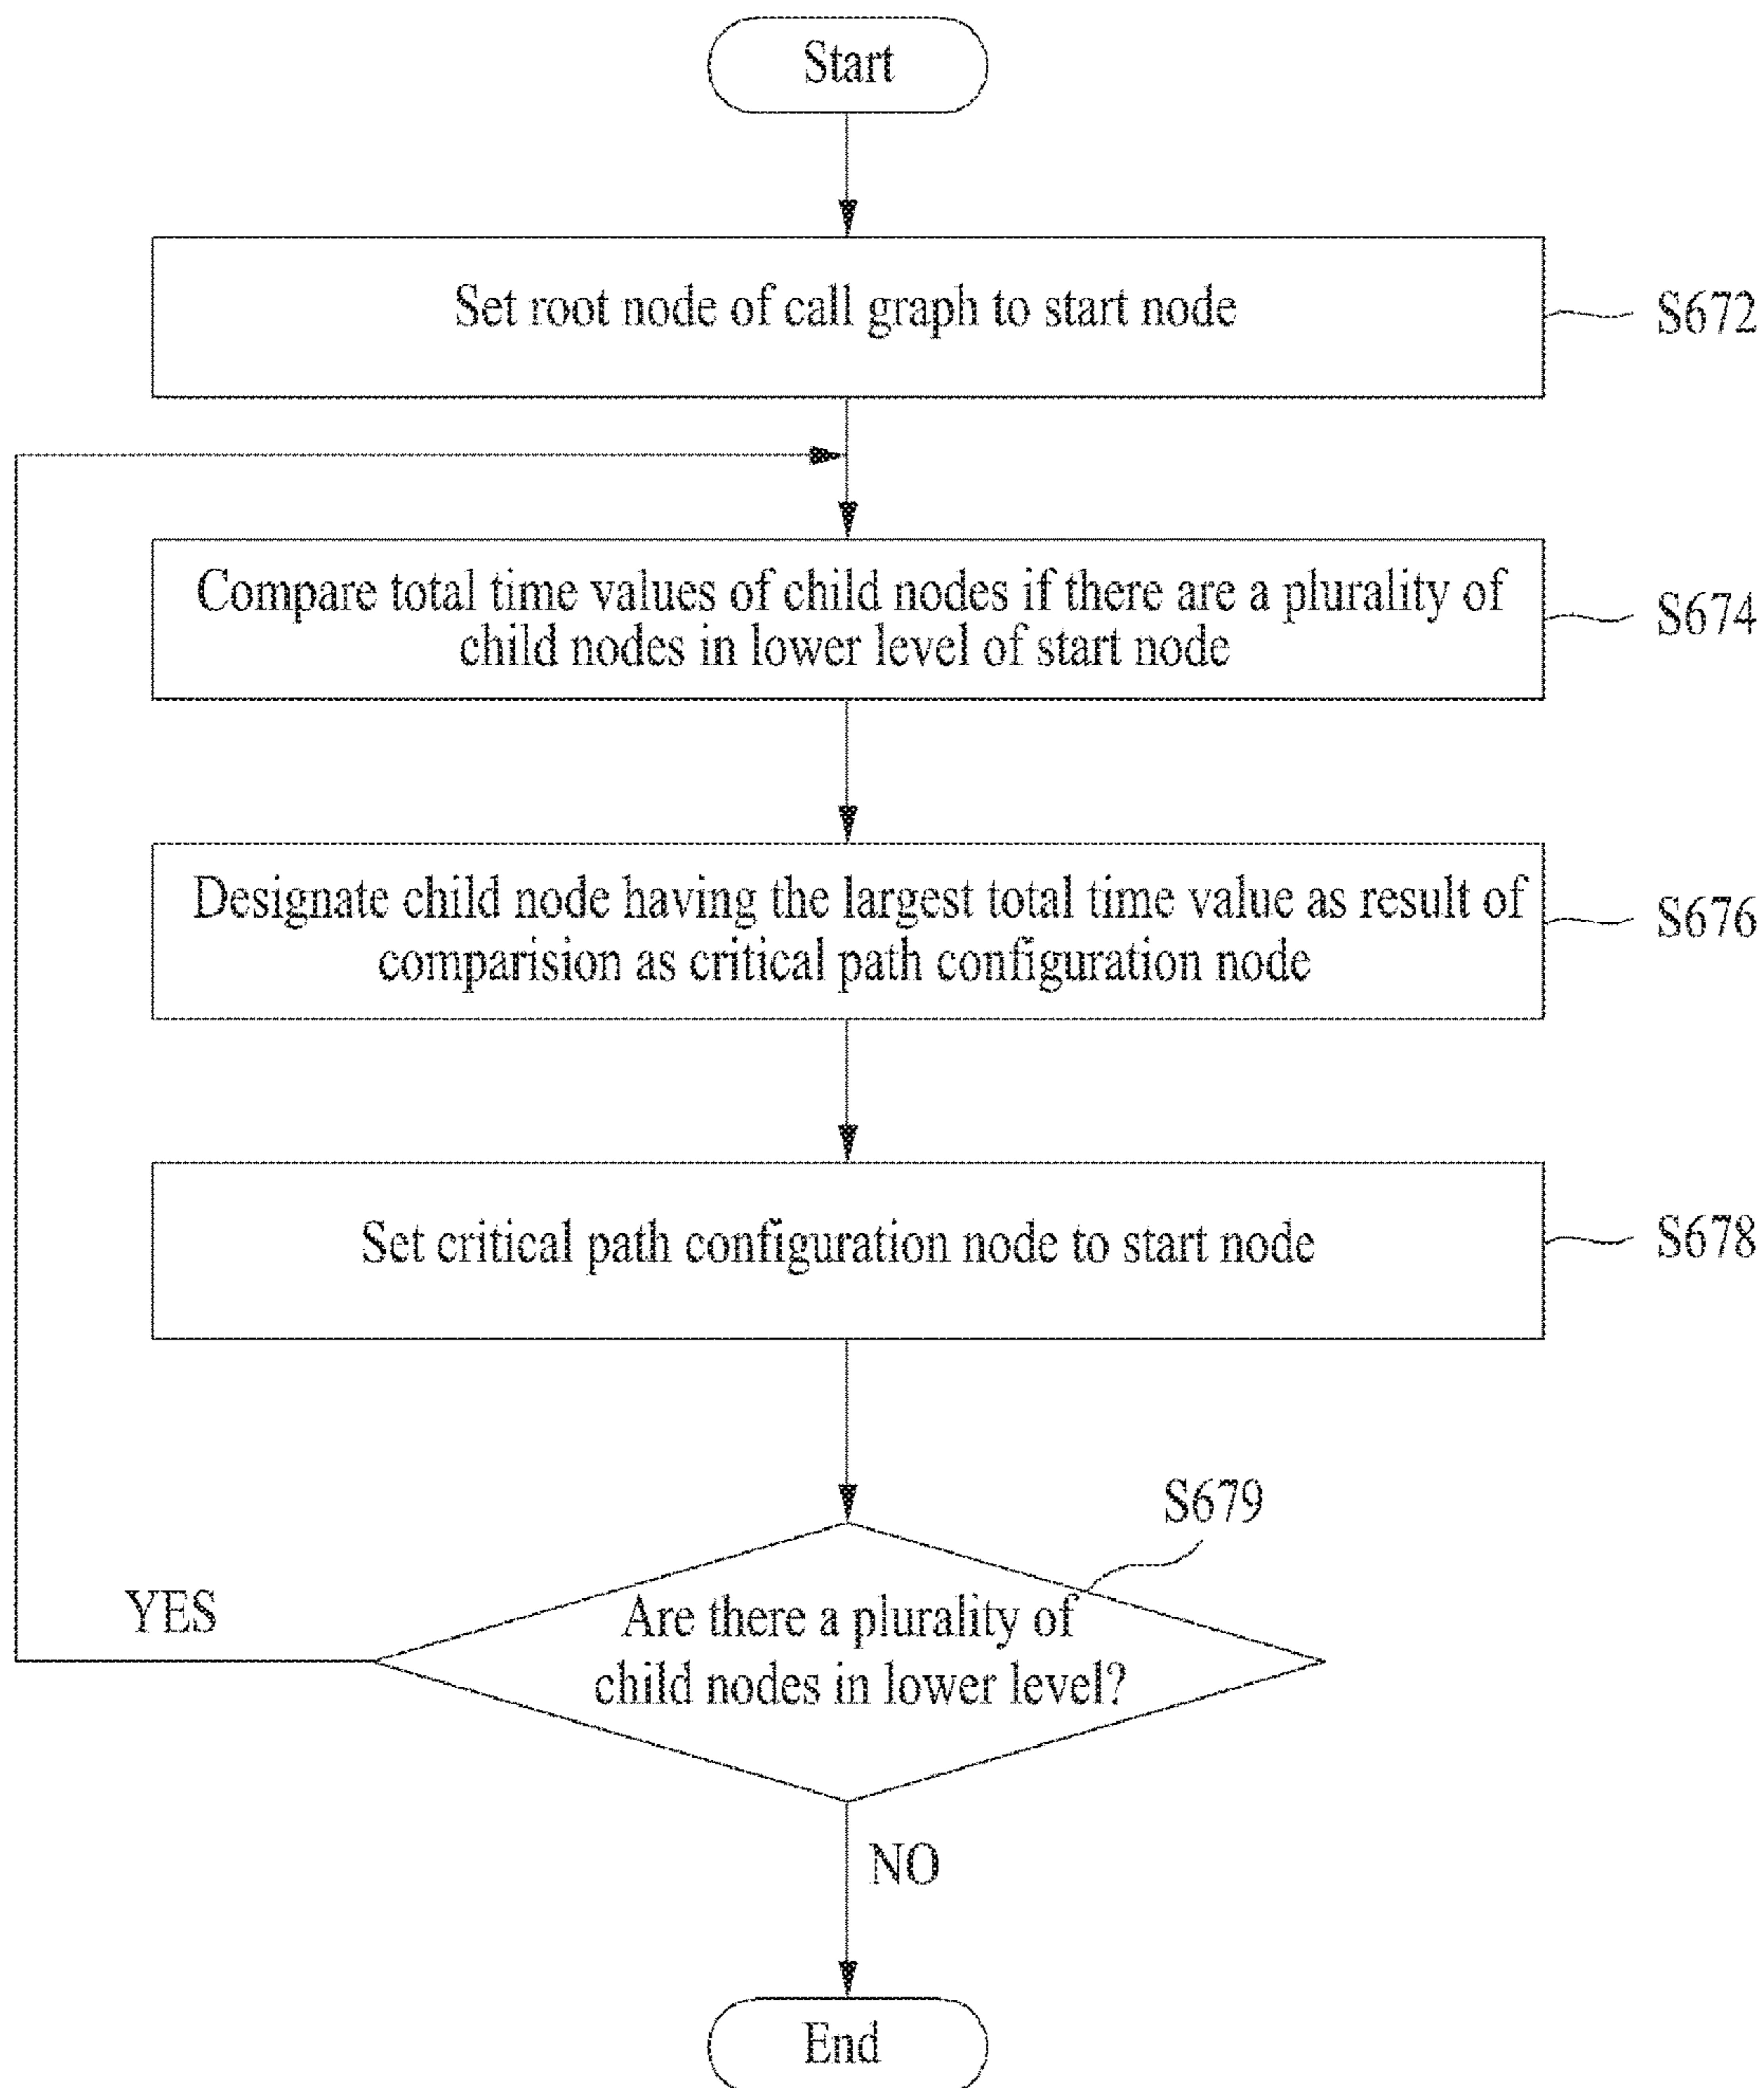 Start
Set root node of call graph to start node
S672
Compare total time values of child nodes if there are a plurality of
child nodes in lower level of start node
S674
Designate child node having the largest total time value as result of
comparision as critical path configuration node
S676
Set critical path configuration node to start node
S678
S679
Are there a plurality of
child nodes in lower level?
YES
NO
End